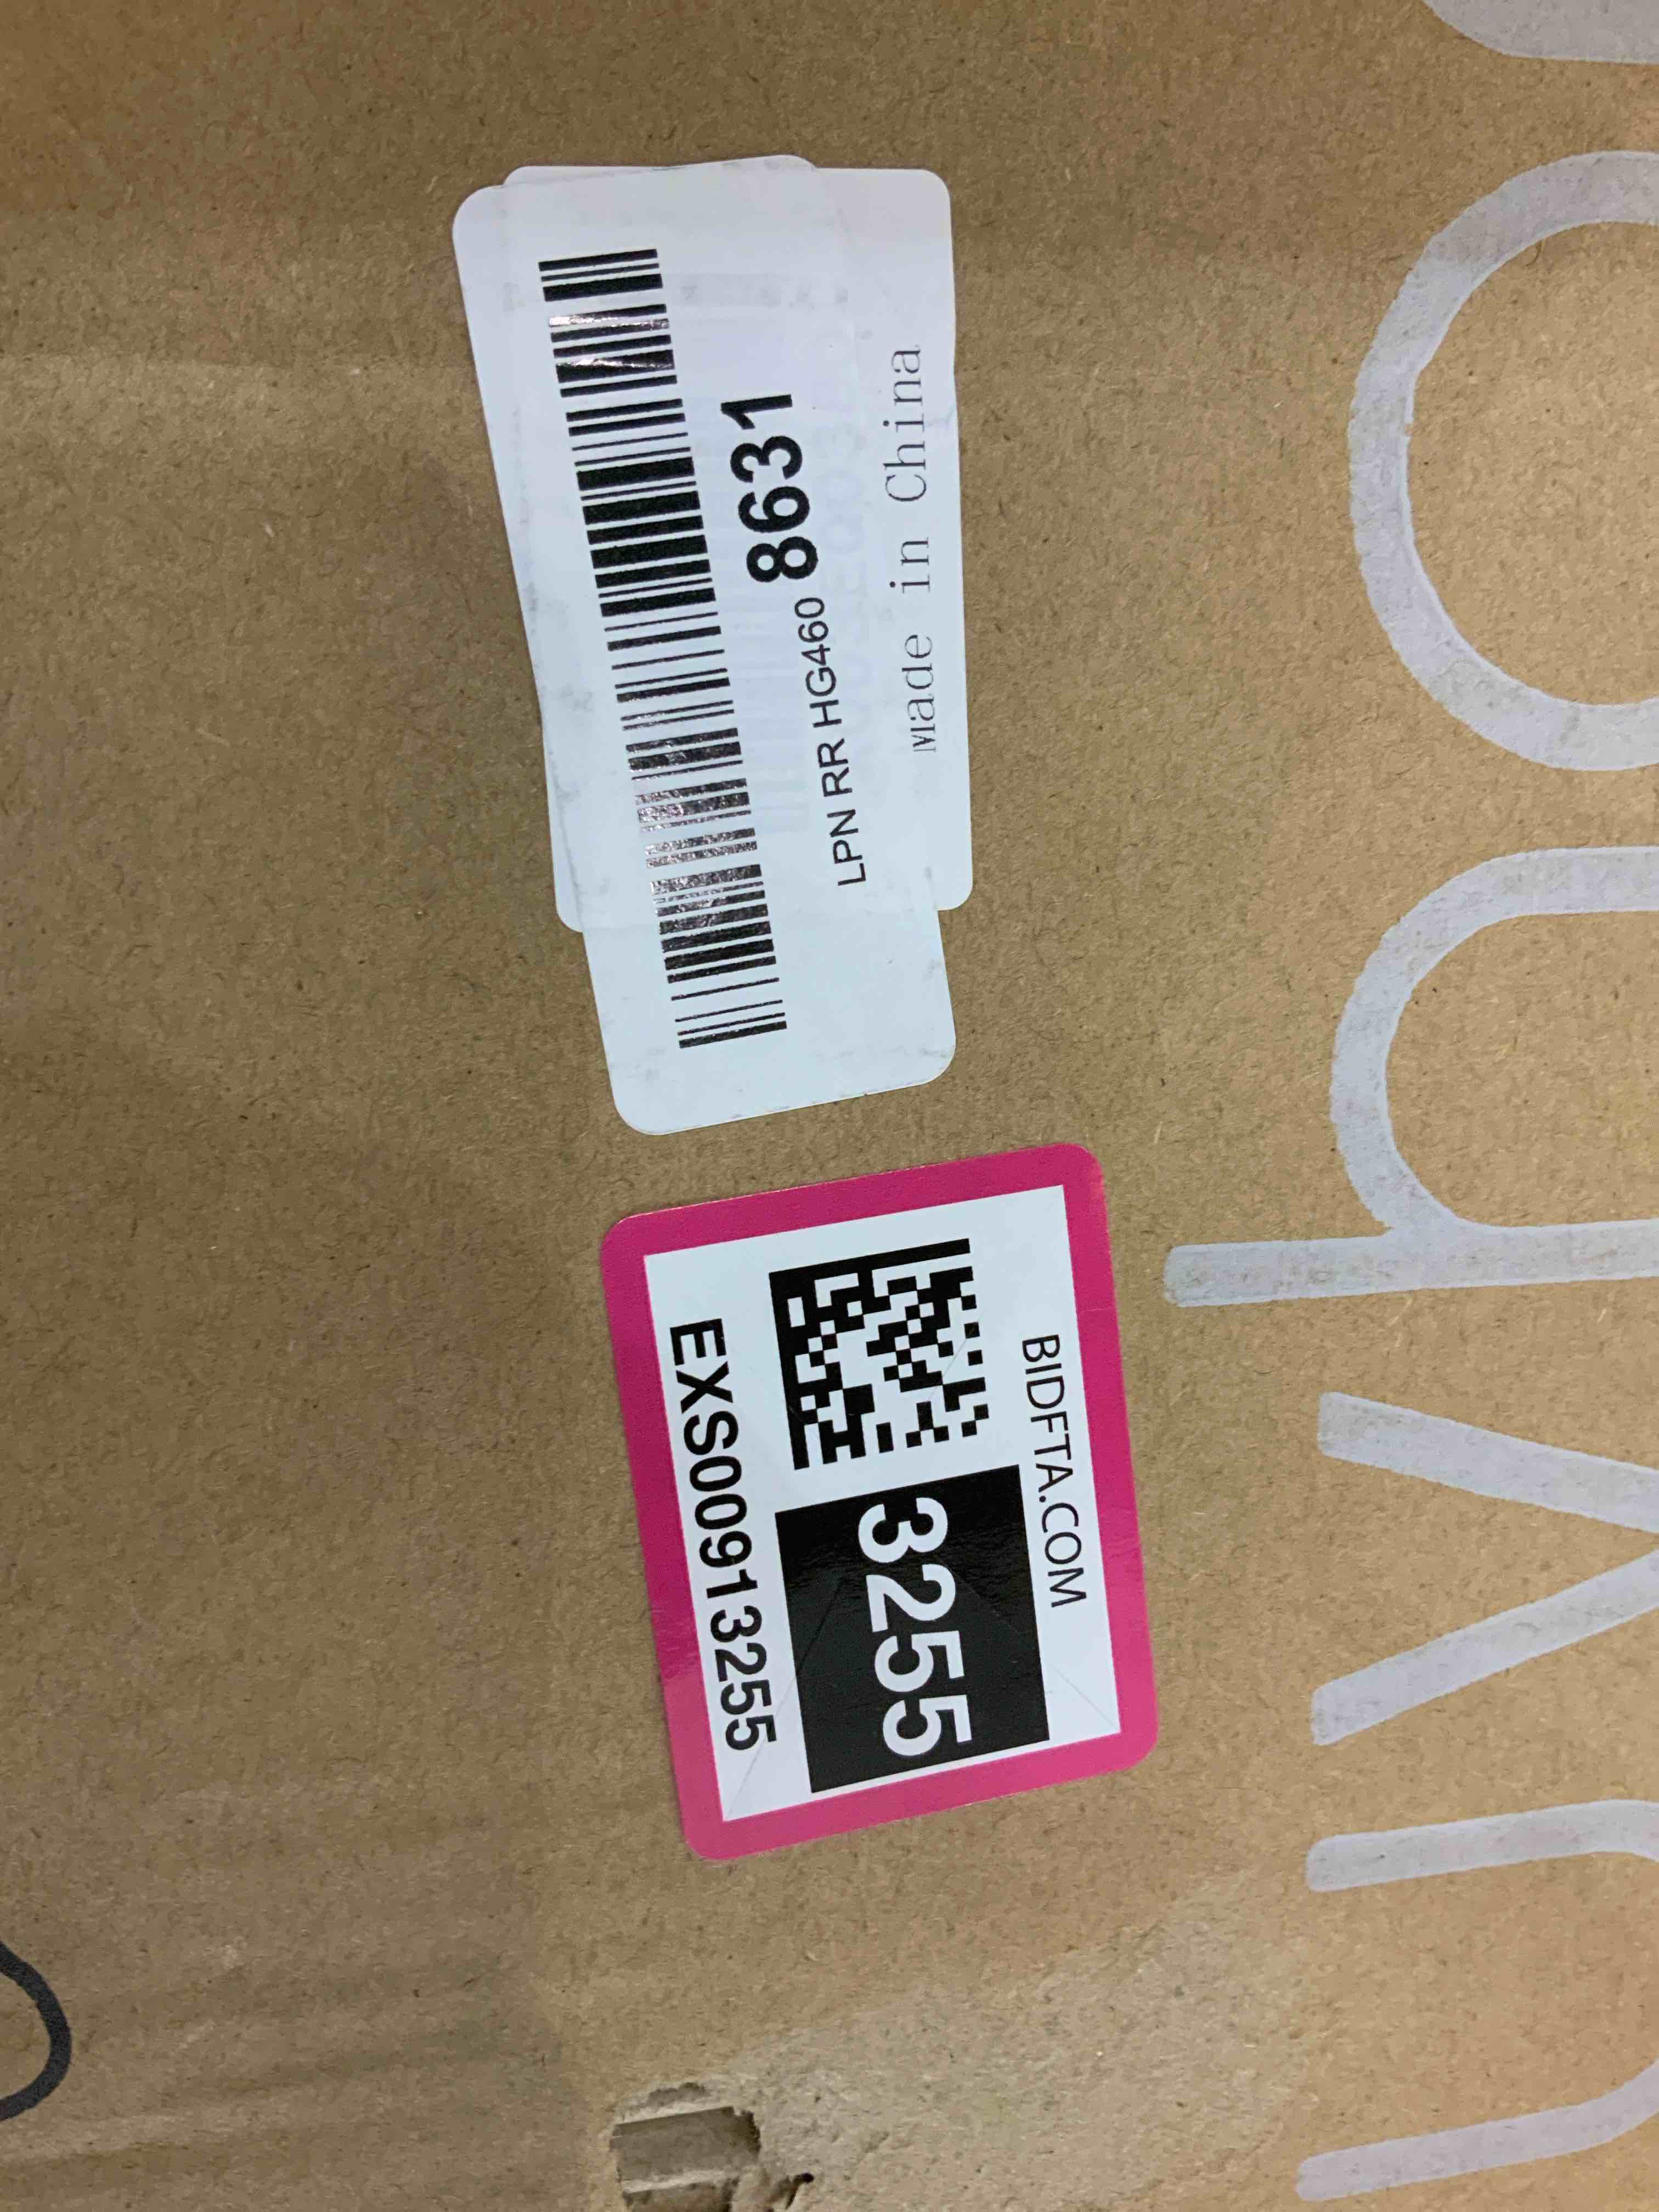 LPN RR HG460 8631
Made in China
BIDFTA.COM
3255
EXS00913255